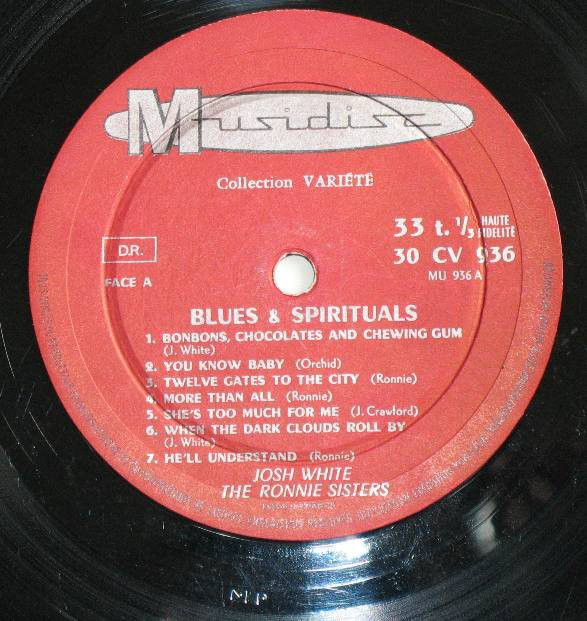 Musidisc
Collection VARIÉTÉ
33 t. 1/3 HAUTE FIDELITÉ
D.R.
30 CV 936
FACE A
MU 936 A
BLUES & SPIRITUALS
1. BONBONS, CHOCOLATES AND CHEWING GUM
(J. White)
2. YOU KNOW BABY (Orchid)
3. TWELVE GATES TO THE CITY (Ronnie)
4. MORE THAN ALL (Ronnie)
5. SHE'S TOO MUCH FOR ME (J. Crawford)
6. WHEN THE DARK CLOUDS ROLL BY
(J. White)
7. HE'LL UNDERSTAND (Ronnie)
JOSH WHITE
THE RONNIE SISTERS
MP